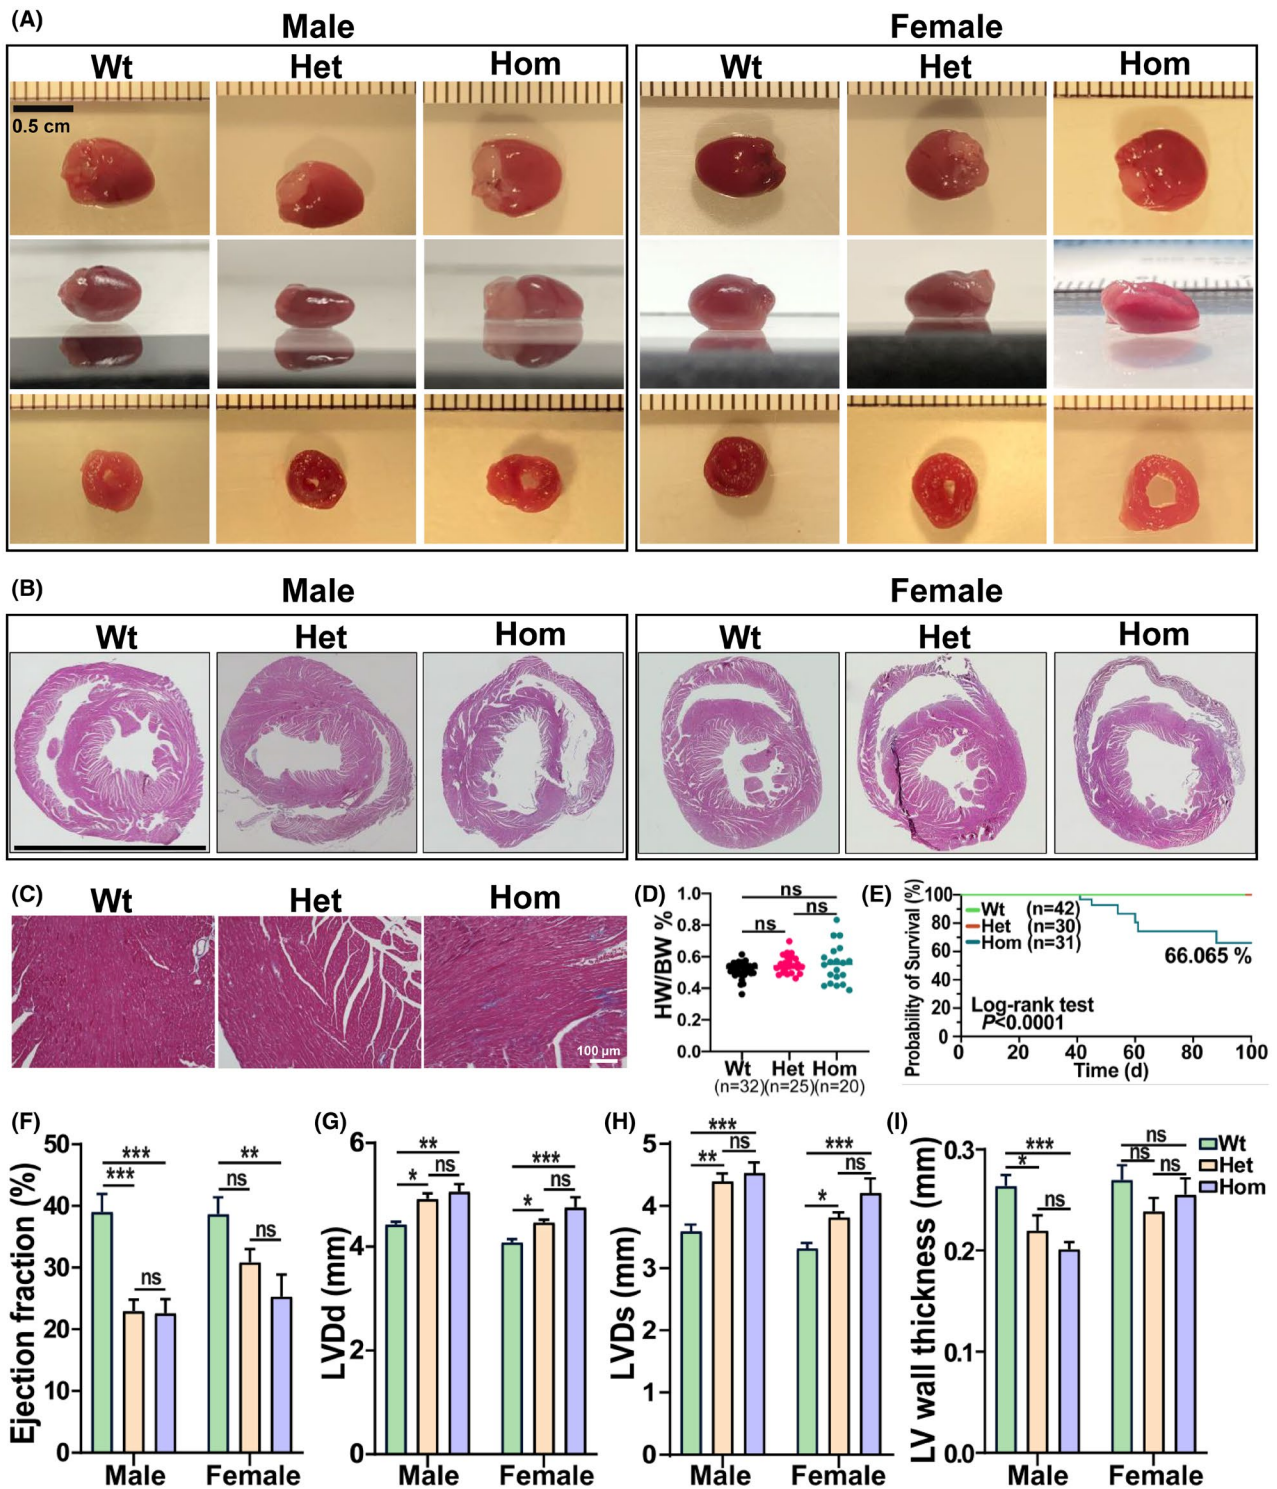 (A)
Male
Female
Wt
Het
Hom
Wt
Het
Hom
0.5 cm
(B)
Male
Female
Wt
Het
Hom
Wt
Het
Hom
(C)
Wt
Het
Hom
100 µm
(D)
HW/BW %
1.0
0.8
0.6
0.4
0.2
0.0
ns
ns
ns
Wt
Het
Hom
(n=32)
(n=25)
(n=20)
(E)
Probability of Survival (%)
100
80
60
40
20
0
Wt (n=42)
Het (n=30)
Hom (n=31)
66.065 %
Log-rank test
P<0.0001
0
20
40
60
80
100
Time (d)
(F)
Ejection fraction (%)
50
40
30
20
10
0
***
***
ns
**
ns
ns
Male
Female
(G)
LVDd (mm)
6
4
2
0
**
*
ns
***
*
ns
Male
Female
(H)
LVDs (mm)
5
4
3
2
1
0
***
**
ns
***
*
ns
Male
Female
(I)
LV wall thickness (mm)
0.3
0.2
0.1
0.0
***
*
ns
ns
ns
ns
Male
Female
Wt
Het
Hom